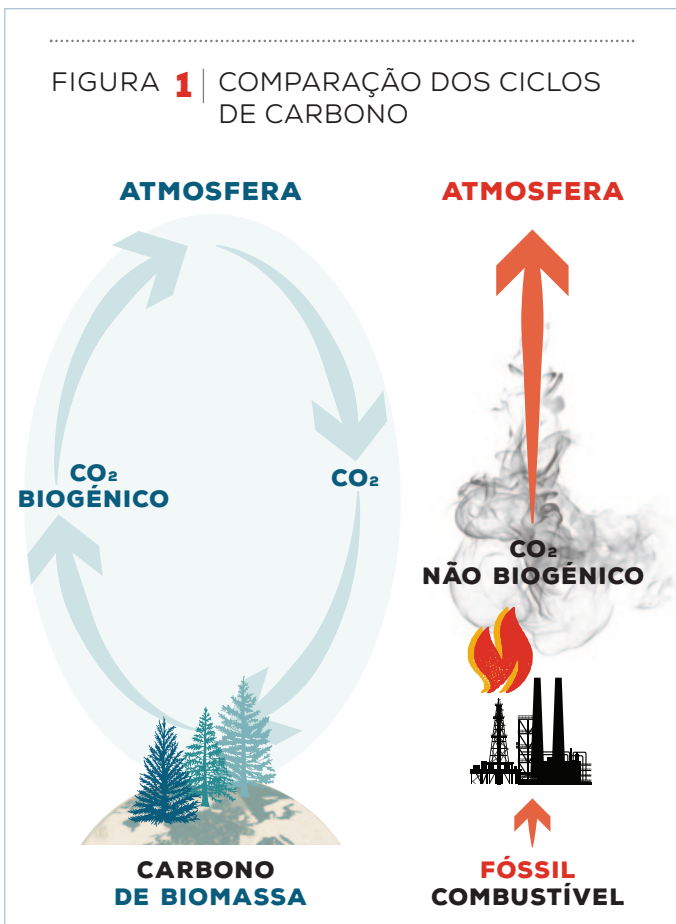 FIGURA 1 | COMPARAÇÃO DOS CICLOS
DE CARBONO
ATMOSFERA
CO₂
BIOGÉNICO
CO₂
CARBONO
DE BIOMASSA
ATMOSFERA
CO₂
NÃO BIOGÉNICO
FÓSSIL
COMBUSTÍVEL